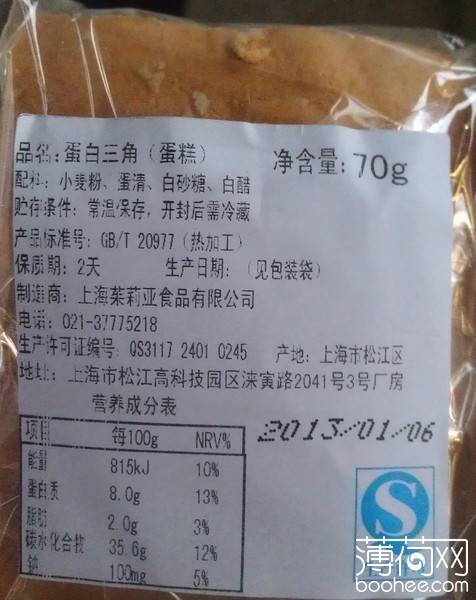 品名：蛋白三角（蛋糕） 净含量：70g
配料：小麦粉、蛋清、白砂糖、白醋
贮存条件：常温保存，开封后需冷藏
产品标准号：GB/T 20977（热加工）
保质期：2天 生产日期：（见包装袋）
制造商：上海茱莉亚食品有限公司
电话：021-37775218
生产许可证编号：QS3117 2401 0245 产地：上海市松江区
地址：上海市松江高科技园区涞寅路2041号3号厂房
营养成分表
项目 每100g NRV%
2013/01/06
能量 815kJ 10%
蛋白质 8.0g 13%
脂肪 2.0g 3%
碳水化合物 35.6g 12%
钠 100mg 5%
薄荷网
boohee.com